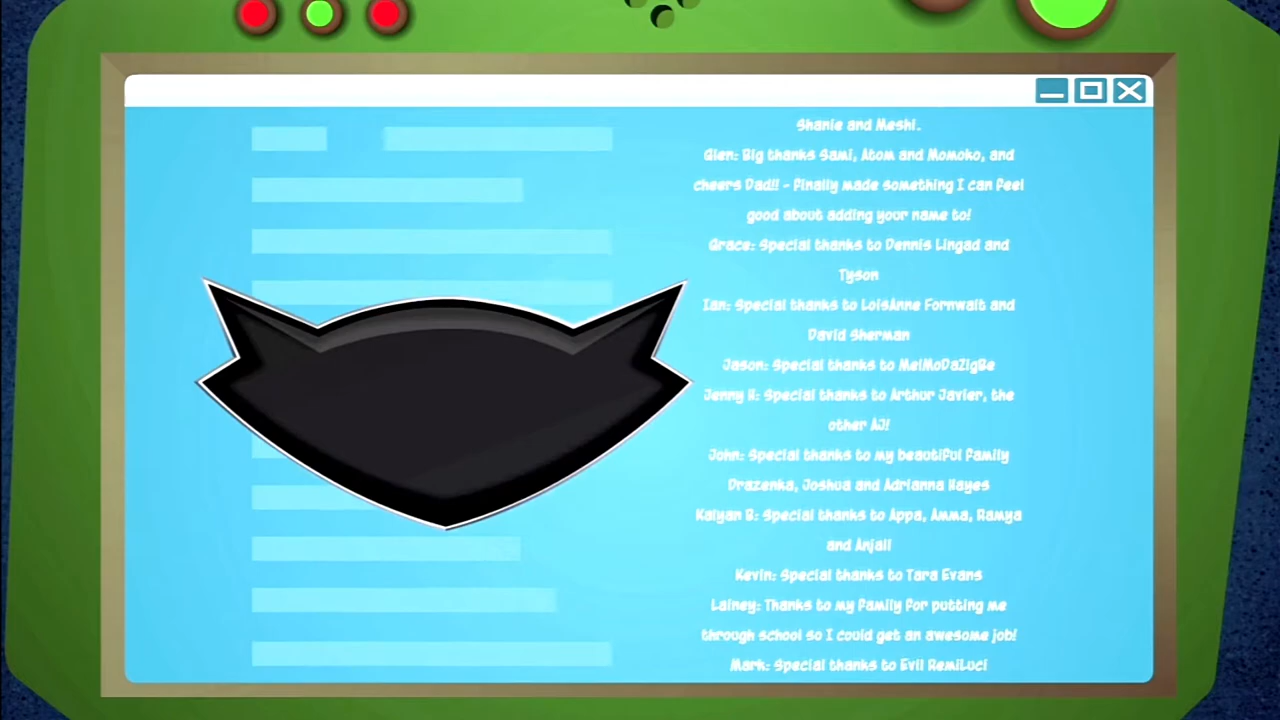 Shanie and Meshi.
Glen: Big thanks Sami, Atom and Momoko, and
cheers Dad!! - finally made something I can feel
good about adding your name to!
Grace: Special thanks to Dennis Lingad and
Tyson
Ian: Special thanks to LoisAnne Fornwalt and
David Sherman
Jason: Special thanks to MeiMoDaZigBe
Jenny H: Special thanks to Arthur Javier, the
other AJ!
John: Special thanks to my beautiful family
Drazenka, Joshua and Adrianna Hayes
Kalyan B: Special thanks to Appa, Amma, Ramya
and Anjali
Kevin: Special thanks to Tara Evans
Lainey: Thanks to my family for putting me
through school so I could get an awesome job!
Mark: Special thanks to Evil RemiLuc!